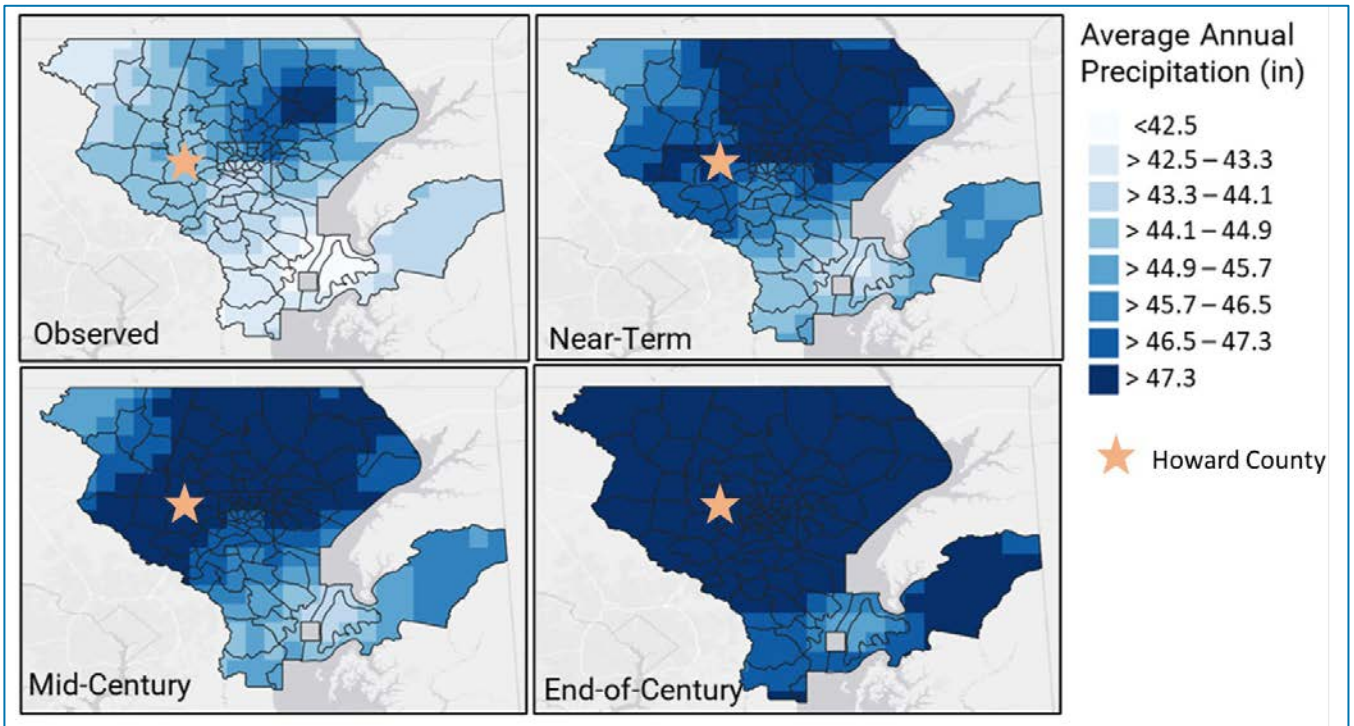 Observed
Near-Term
Mid-Century
End-of-Century
Average Annual
Precipitation (in)
<42.5
> 42.5 – 43.3
> 43.3 – 44.1
> 44.1 – 44.9
> 44.9 – 45.7
> 45.7 – 46.5
> 46.5 – 47.3
> 47.3
Howard County